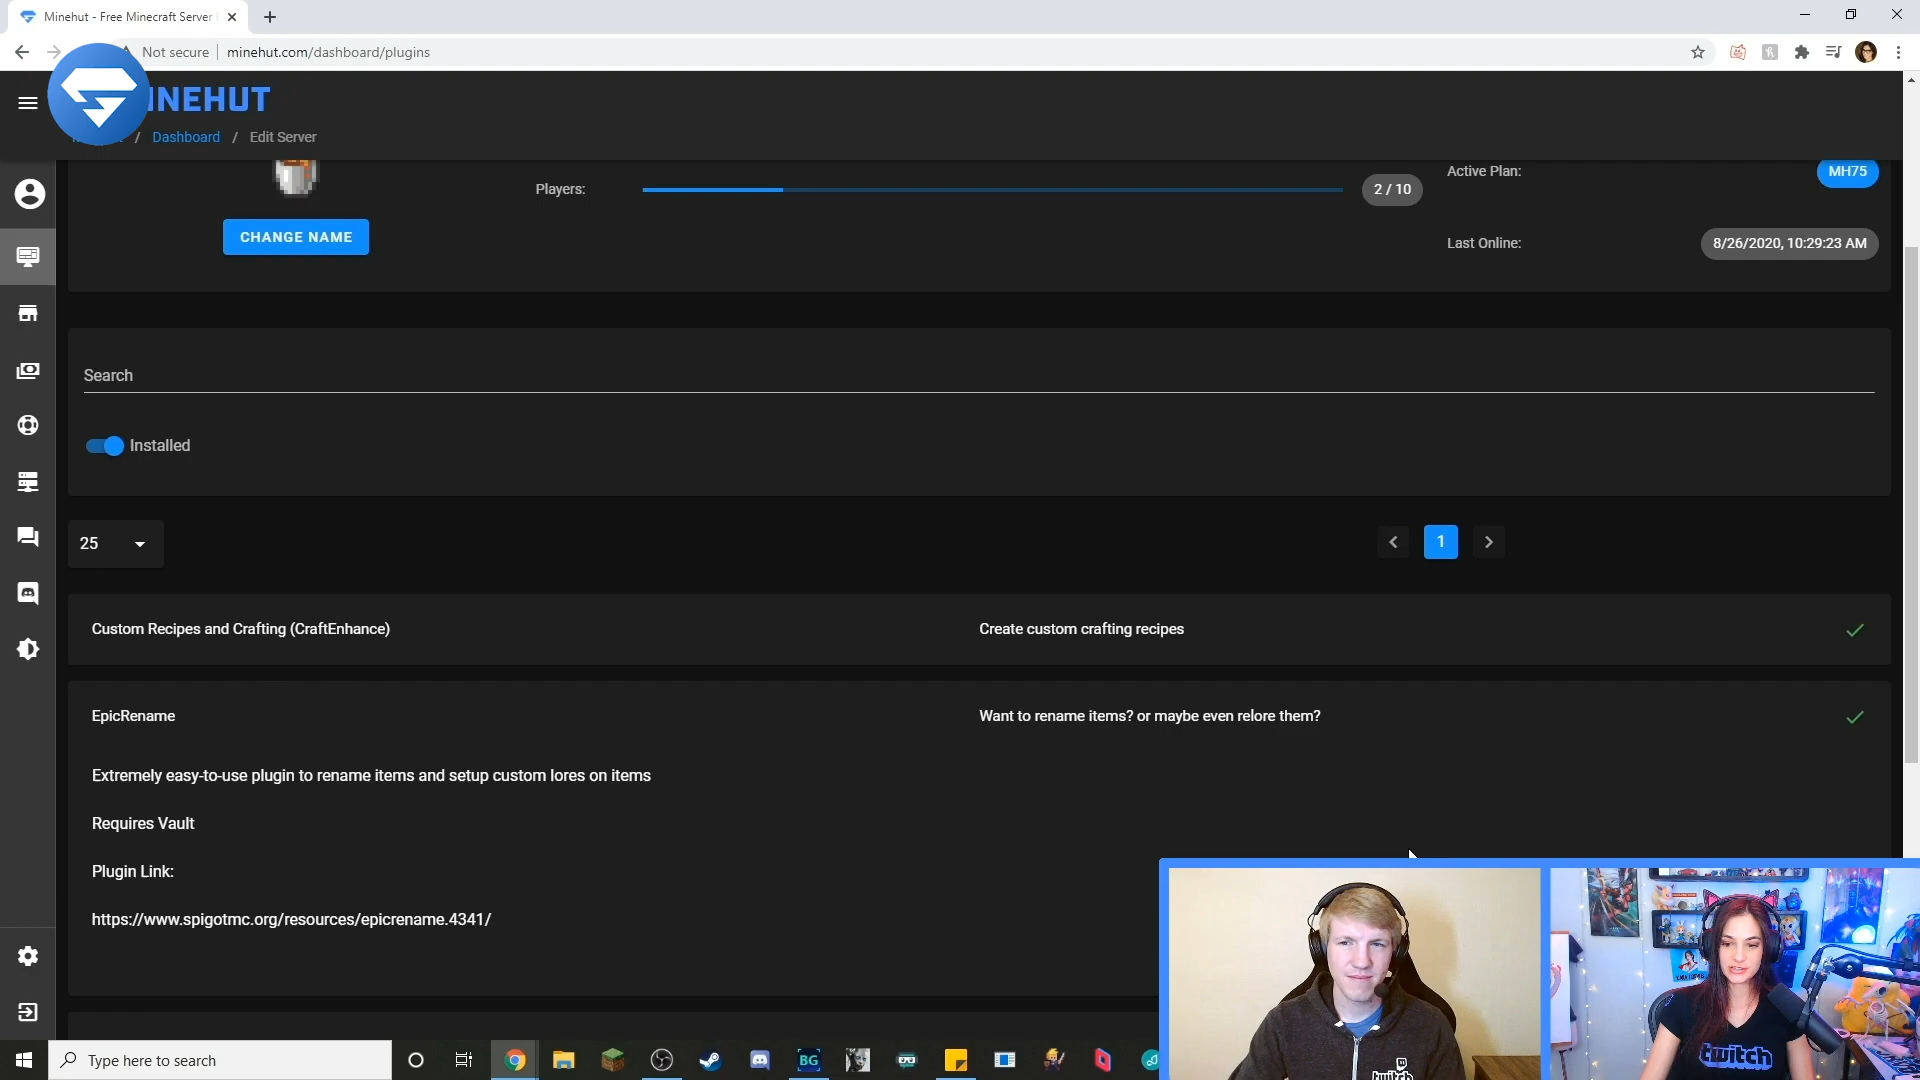 Minehut - Free Minecraft Server
Not secure
minehut.com/dashboard/plugins
INEHUT
/ Dashboard / Edit Server
Players:
2 / 10
Active Plan:
MH75
CHANGE NAME
Last Online:
8/26/2020, 10:29:23 AM
Search
Installed
25
1
Custom Recipes and Crafting (CraftEnhance)
Create custom crafting recipes
EpicRename
Want to rename items? or maybe even relore them?
Extremely easy-to-use plugin to rename items and setup custom lores on items
Requires Vault
Plugin Link:
https://www.spigotmc.org/resources/epicrename.4341/
Type here to search
BG
twitch
twitch